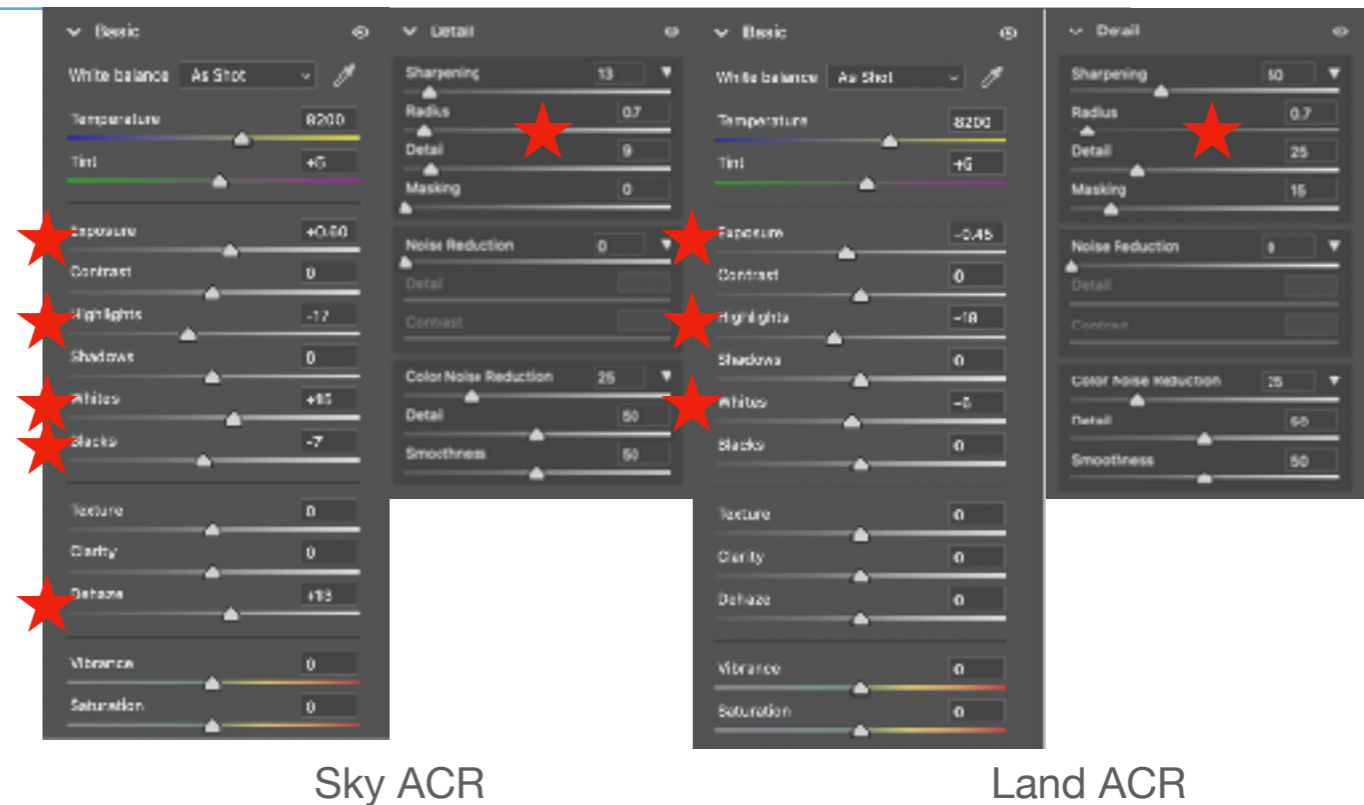 Basic
White balance As Shot
Temperature 8200
Tint
Exposure +0.60
Contrast 0
Highlights -17
Shadows 0
Whites
Blacks -7
Texture 0
Clarity 0
Dehaze
Vibrance 0
Saturation 0
Detail
Sharpening 13
Radius 0.7
Detail 9
Masking 0
Noise Reduction 0
Detail
Contrast
Color Noise Reduction 25
Detail 50
Smoothness 50
Basic
White balance As Shot
Temperature 8200
Tint
Exposure -0.45
Contrast 0
Highlights -18
Shadows 0
Whites
Blacks 0
Texture 0
Clarity 0
Dehaze 0
Vibrance 0
Saturation 0
Detail
Sharpening
Radius 0.7
Detail 25
Masking 15
Noise Reduction
Detail
Contrast
Color Noise Reduction 25
Detail 50
Smoothness 50
Sky ACR
Land ACR